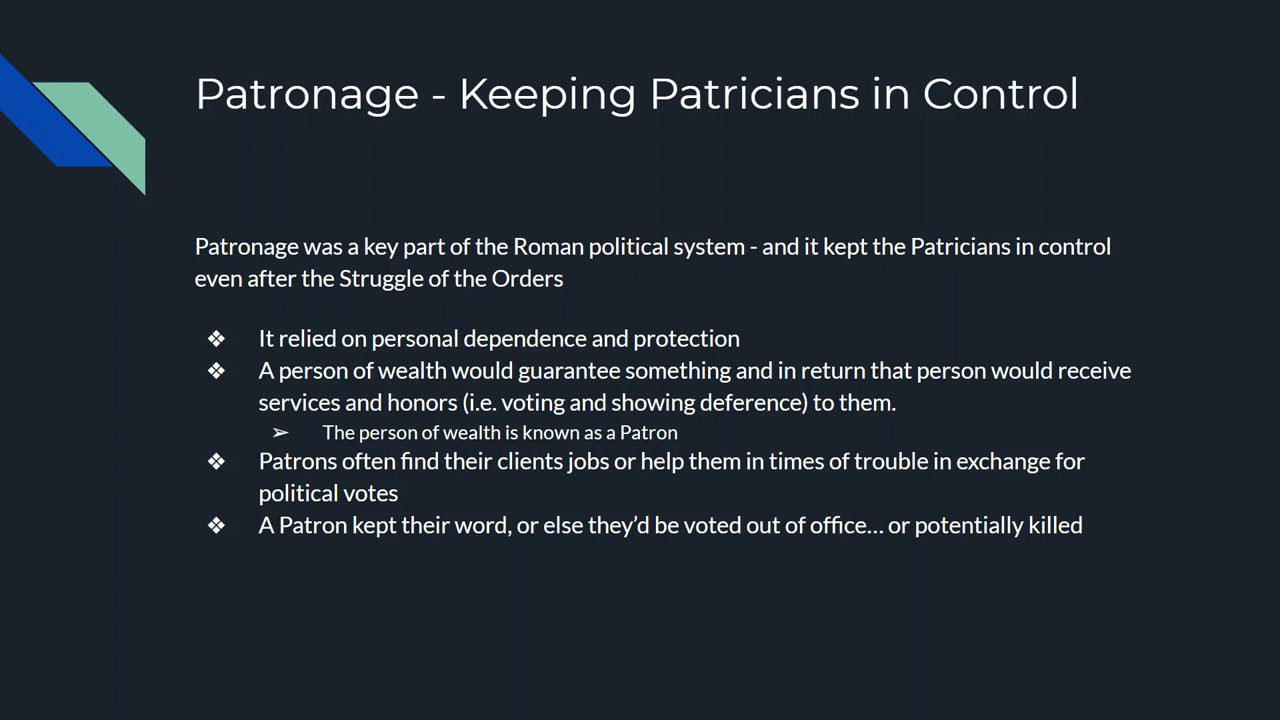 Patronage - Keeping Patricians in Control
Patronage was a key part of the Roman political system - and it kept the Patricians in control
even after the Struggle of the Orders
❖ It relied on personal dependence and protection
❖ A person of wealth would guarantee something and in return that person would receive
services and honors (i.e. voting and showing deference) to them.
➢ The person of wealth is known as a Patron
❖ Patrons often find their clients jobs or help them in times of trouble in exchange for
political votes
❖ A Patron kept their word, or else they’d be voted out of office… or potentially killed